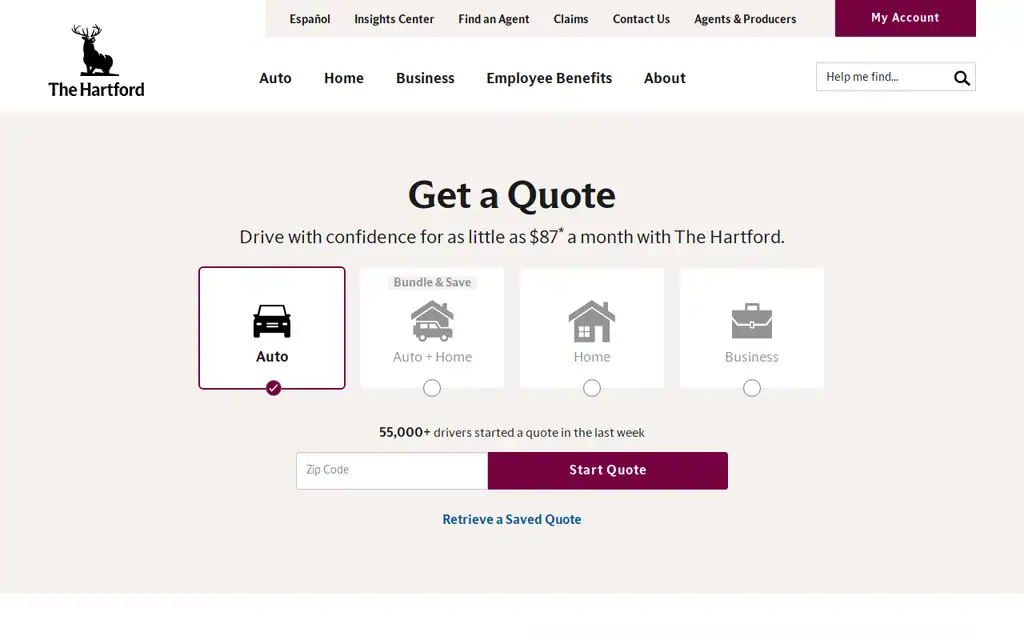 Español Insights Center Find an Agent Claims Contact Us Agents & Producers My Account
The Hartford
Auto Home Business Employee Benefits About
Help me find...
Get a Quote
Drive with confidence for as little as $87* a month with The Hartford.
Bundle & Save
Auto Auto + Home Home Business
55,000+ drivers started a quote in the last week
Zip Code Start Quote
Retrieve a Saved Quote